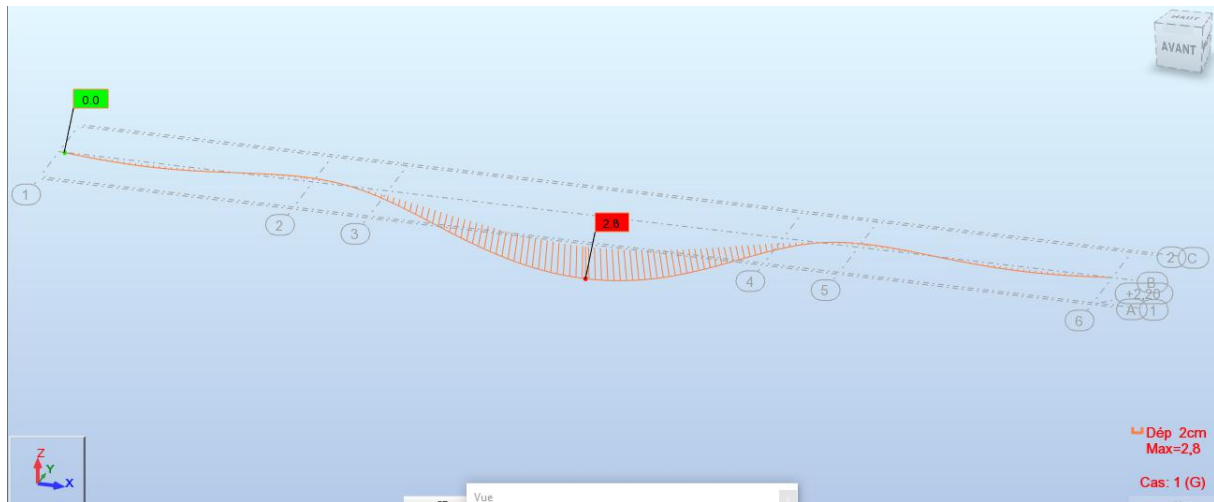 HAUT
AVANT
0.0
1
2
3
2.8
4
5
6
2 C
B
+2,20
A 1
Dép 2cm
Max=2,8
Cas: 1 (G)
Z
Y
X
Vue